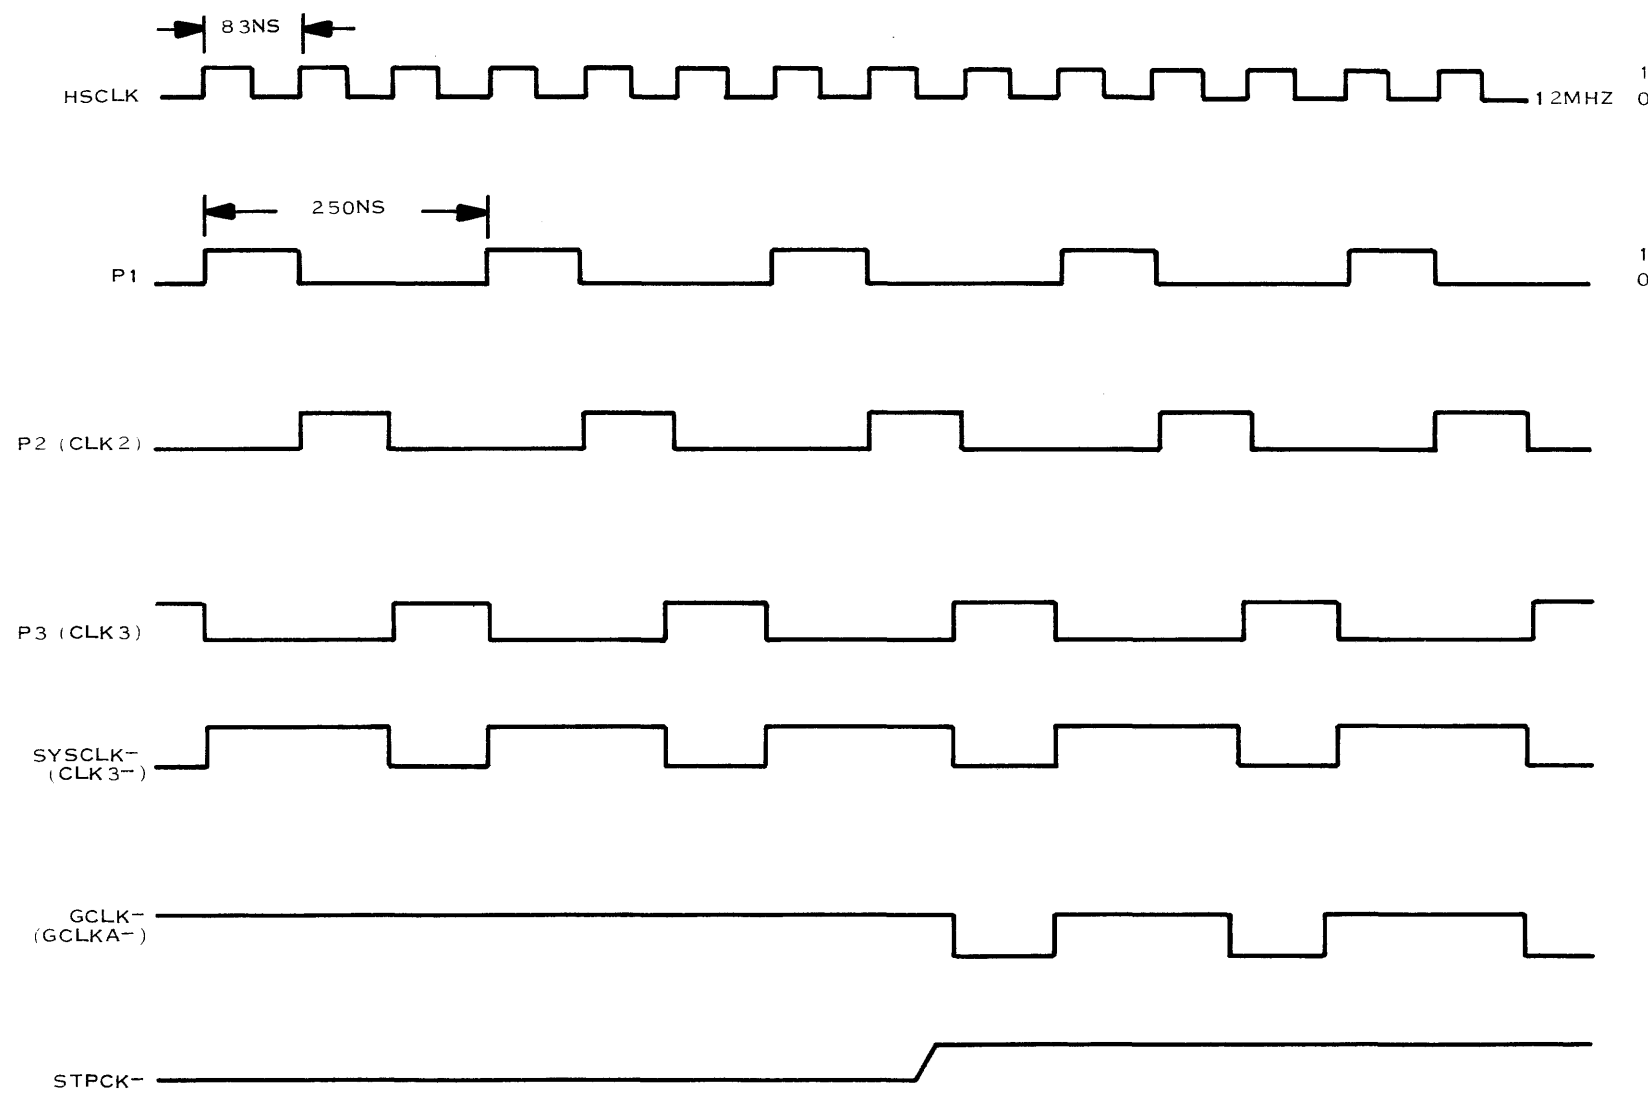 83NS
HSCLK
12MHZ
1
0
250NS
P1
1
0
P2 (CLK2)
P3 (CLK3)
SYSCLK-
(CLK3-)
GCLK-
(GCLKA-)
STPCK-